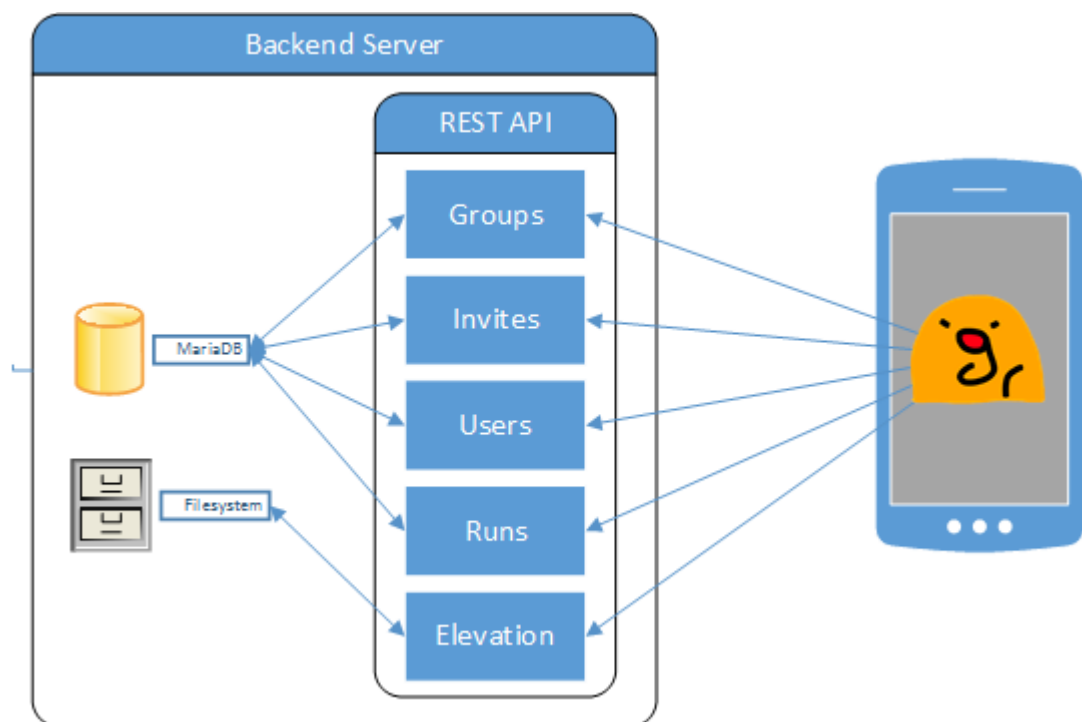 Backend Server
REST API
Groups
Invites
MariaDB
Users
Filesystem
Runs
Elevation